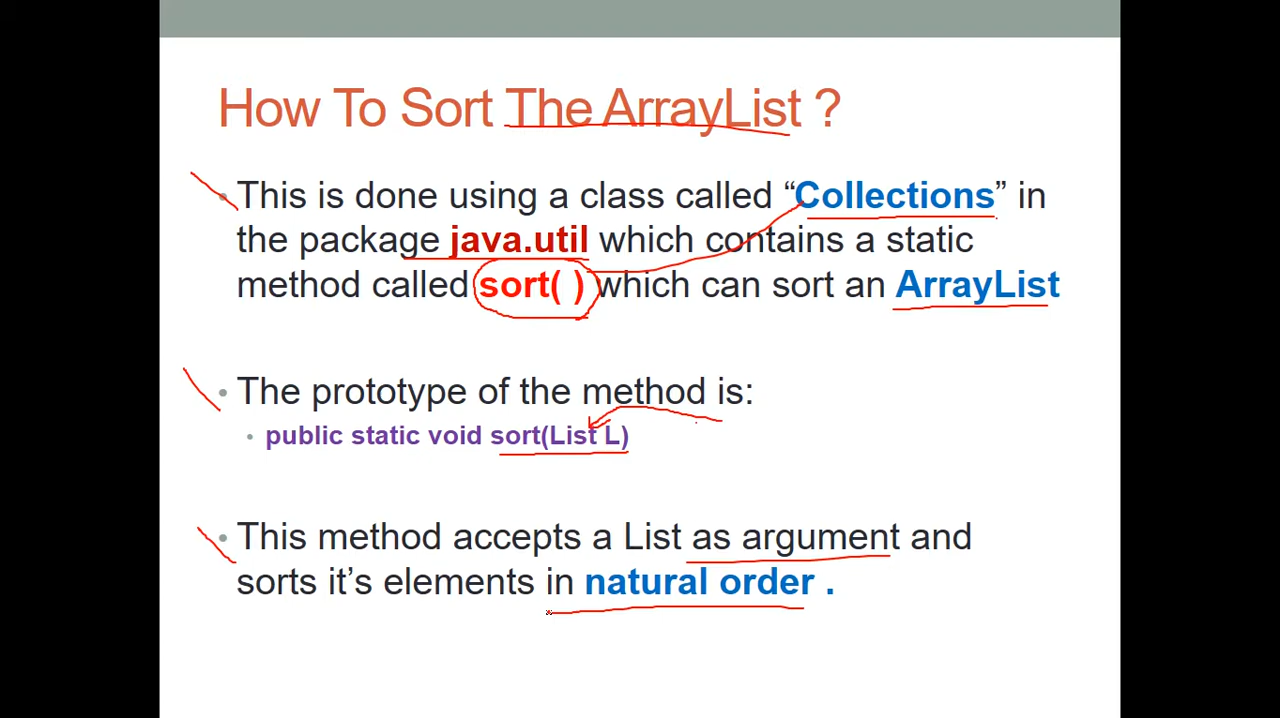 How To Sort The ArrayList ?
• This is done using a class called “Collections” in
the package java.util which contains a static
method called sort( ) which can sort an ArrayList
• The prototype of the method is:
• public static void sort(List L)
• This method accepts a List as argument and
sorts it’s elements in natural order .